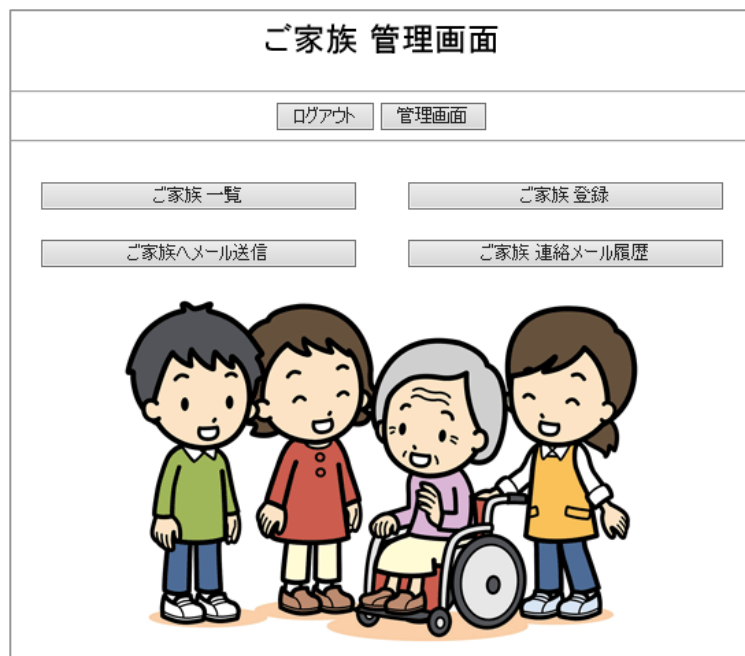 ご家族 管理画面
ログアウト 管理画面
ご家族 一覧 ご家族 登録
ご家族へメール送信 ご家族 連絡メール履歴